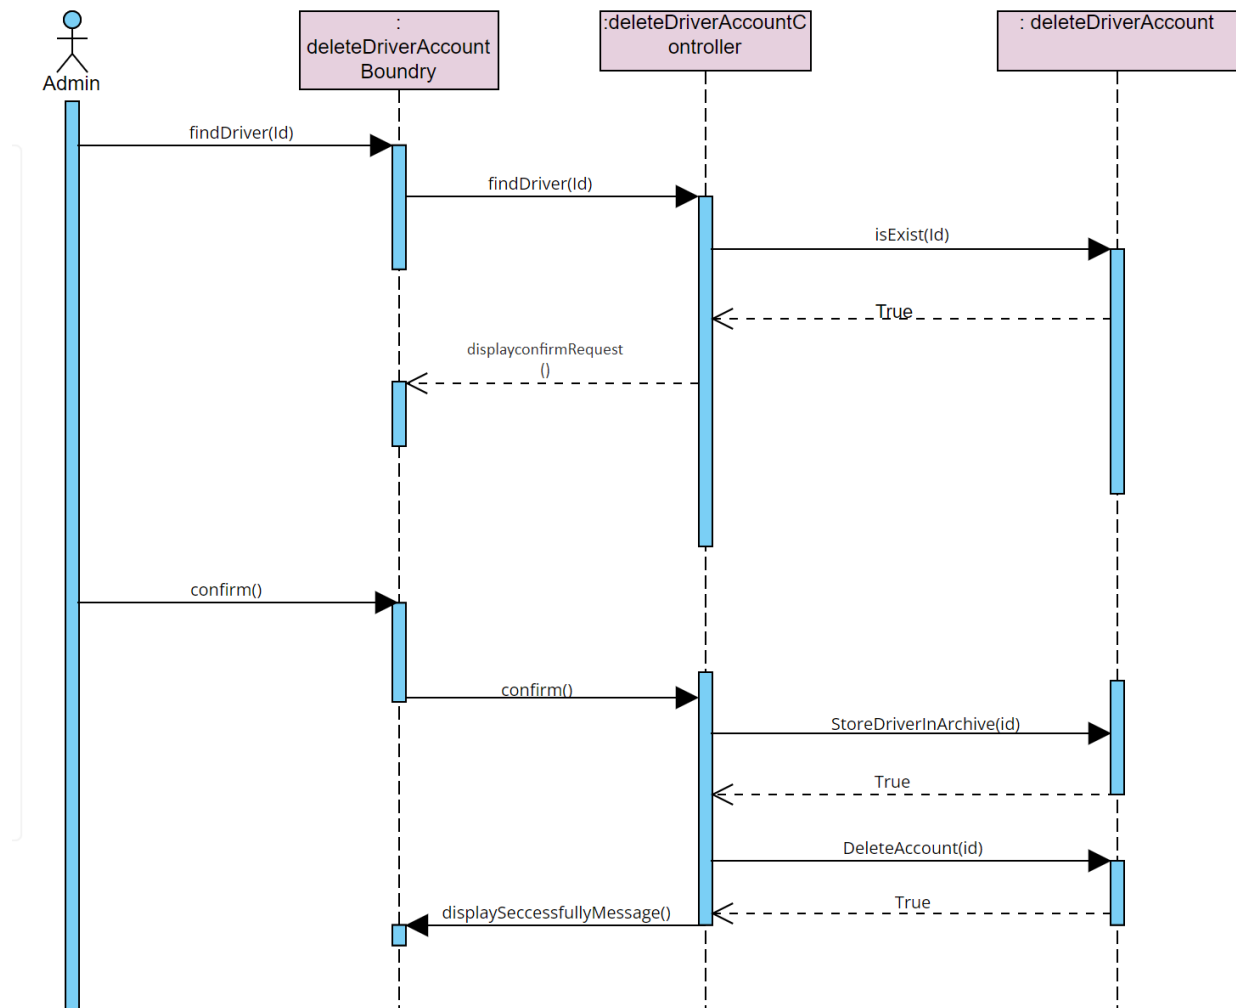 Admin
:
deleteDriverAccount
Boundry
:deleteDriverAccountC
ontroller
: deleteDriverAccount
findDriver(Id)
findDriver(Id)
isExist(Id)
True
displayconfirmRequest
()
confirm()
confirm()
StoreDriverInArchive(id)
True
DeleteAccount(id)
True
displaySeccessfullyMessage()